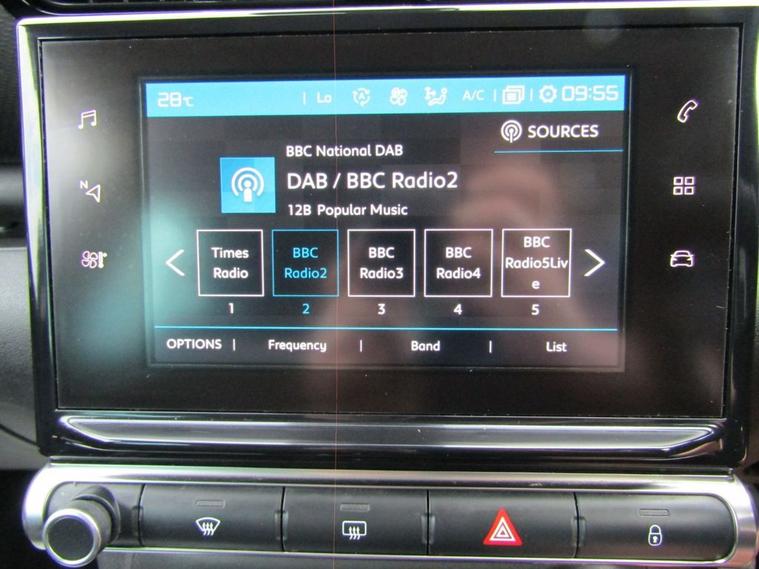 28°C | Lo A A/C | | 09:55
SOURCES
BBC National DAB
DAB / BBC Radio2
12B Popular Music
N
Times Radio
BBC Radio2
BBC Radio3
BBC Radio4
BBC Radio5Liv e
1 2 3 4 5
OPTIONS | Frequency | Band | List